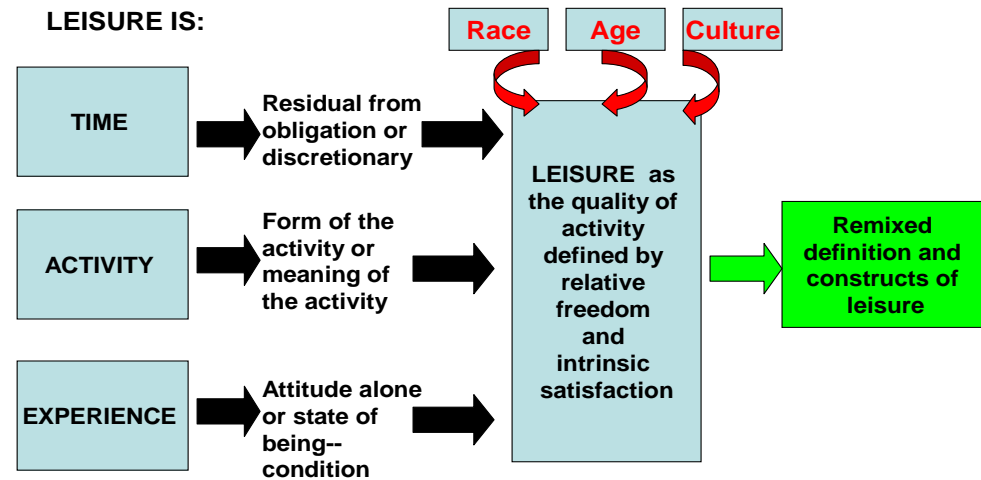 LEISURE IS:
Race
Age
Culture
TIME
Residual from
obligation or
discretionary
ACTIVITY
Form of the
activity or
meaning of
the activity
EXPERIENCE
Attitude alone
or state of
being--
condition
LEISURE as
the quality of
activity
defined by
relative
freedom
and
intrinsic
satisfaction
Remixed
definition and
constructs of
leisure